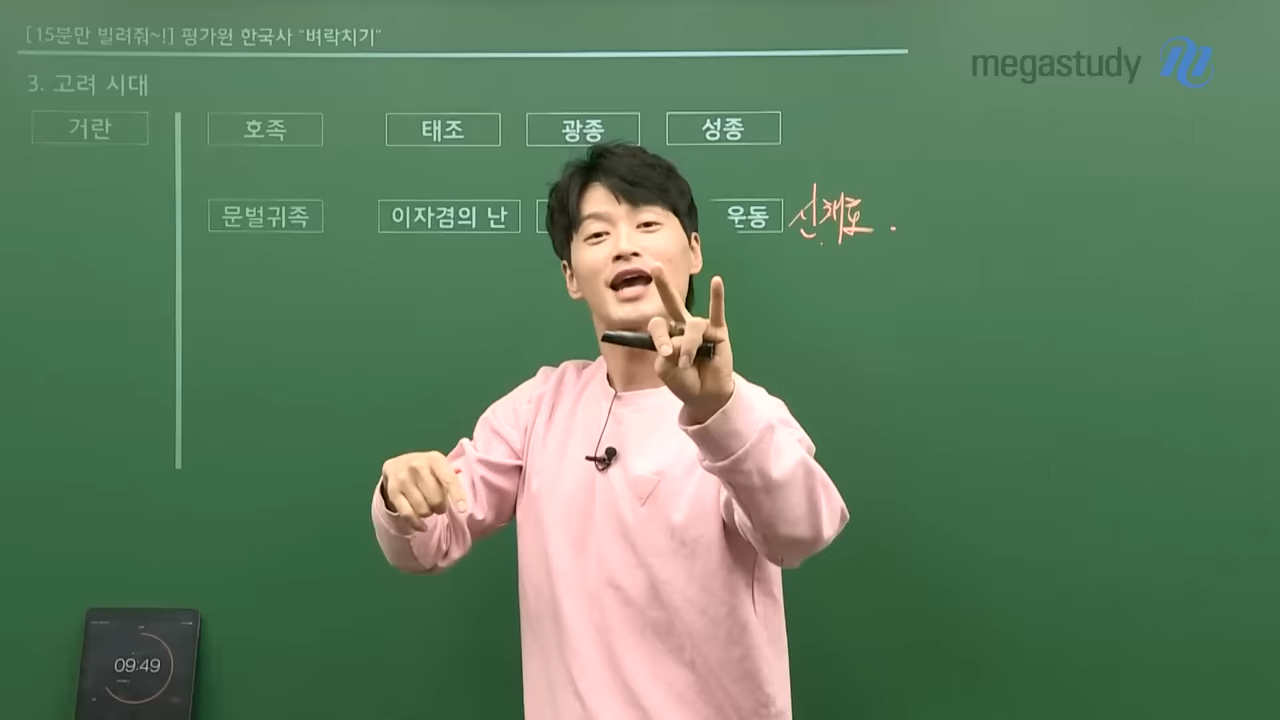 [15분만 빌려줘~!] 평가원 한국사 "벼락치기"
megastudy
3. 고려 시대
거란 호족 태조 광종 성종
문벌귀족 이자겸의 난 운동 신채호.
09:49